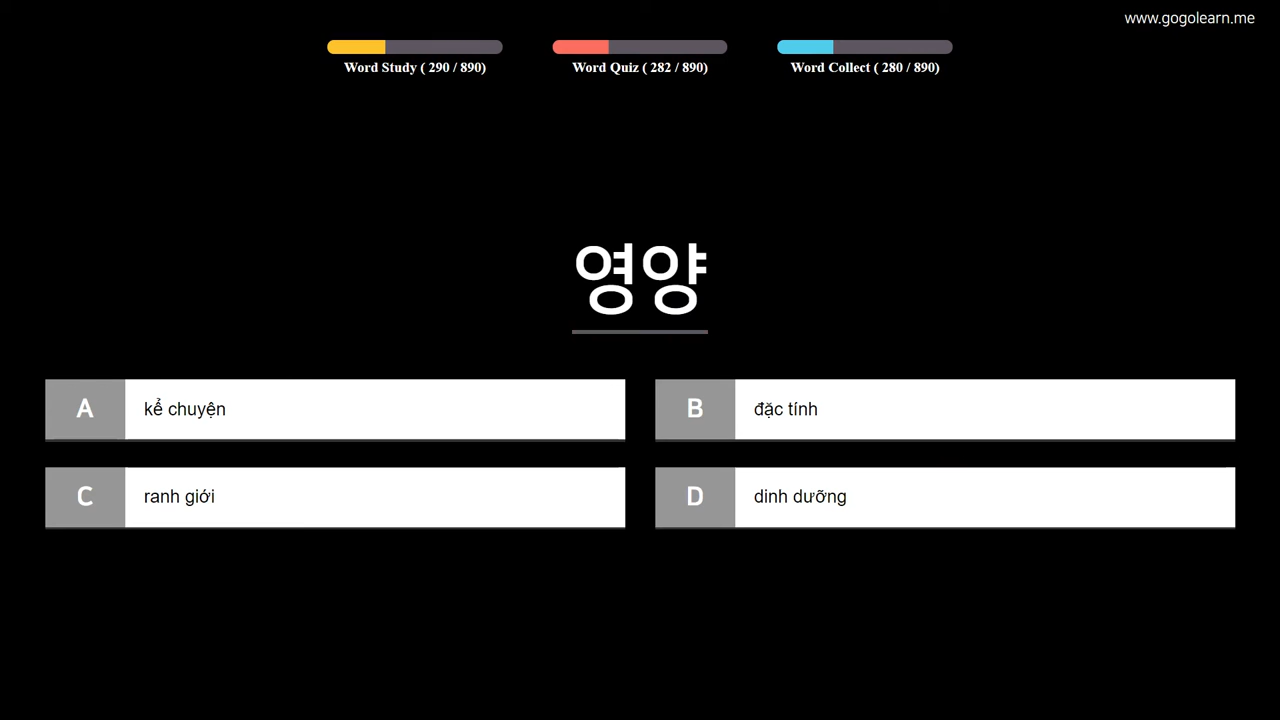 www.gogolearn.me
Word Study ( 290 / 890)
Word Quiz ( 282 / 890)
Word Collect ( 280 / 890)
영양
A kể chuyện
B đặc tính
C ranh giới
D dinh dưỡng